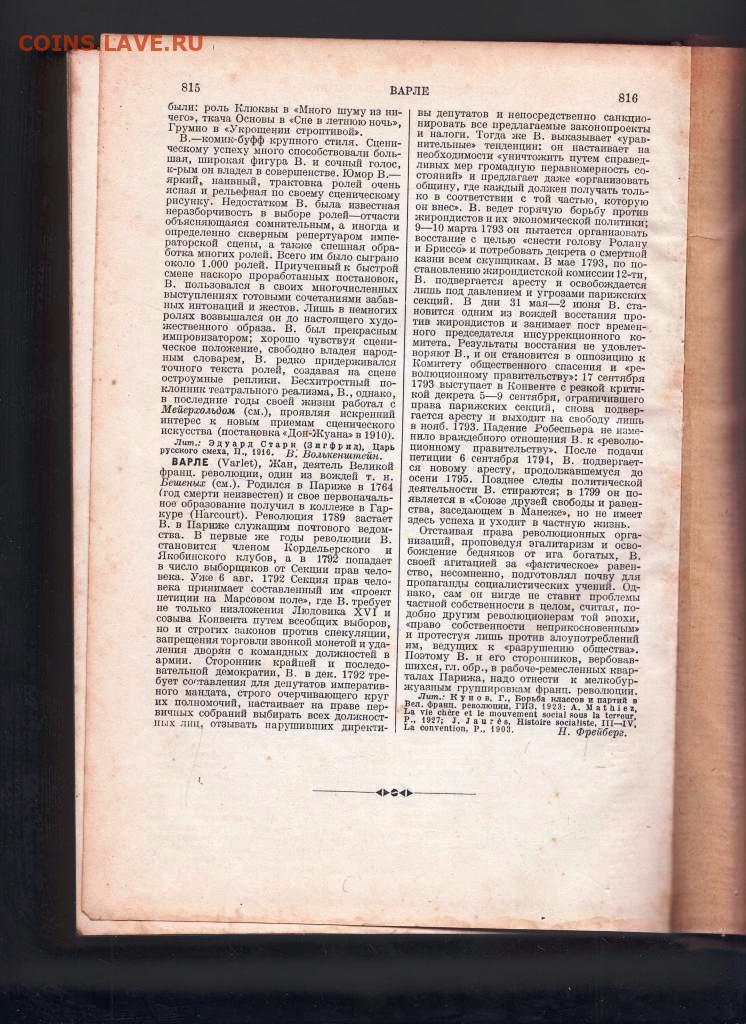 COINS.LAVE.RU
815
ВАРЛЕ
816
были: роль Клюквы в «Много шуму из ни-
чего», ткача Основы в «Сне в летнюю ночь»,
Грумио в «Укрощении строптивой».
В.—комик-буфф крупного стиля. Сцени-
ческому успеху много способствовали боль-
шая, широкая фигура В. и сочный голос,
к-рым он владел в совершенстве. Юмор В.—
яркий, наивный, трактовка ролей очень
ясная и рельефная по своему сценическому
рисунку. Недостатком В. была известная
неразборчивость в выборе ролей—отчасти
объясняющаяся сомнительным, а иногда и
определенно скверным репертуаром импе-
раторской сцены, а также спешная обра-
ботка многих ролей. Всего им было сыграно
около 1.000 ролей. Приученный к быстрой
смене наскоро проработанных постановок,
В. пользовался в своих многочисленных
выступлениях готовыми сочетаниями забав-
ных интонаций и жестов. Лишь в немногих
ролях возвышался он до настоящего худо-
жественного образа. В. был прекрасным
импровизатором; хорошо чувствуя сцени-
ческое положение, свободно владея народ-
ным словарем, В. редко придерживался
точного текста ролей, создавая на сцене
остроумные реплики. Бесхитростный по-
клонник театрального реализма, В., однако,
в последние годы своей жизни работал с
Мейерхольдом (см.), проявляя искренний
интерес к новым приемам сценического
искусства (постановка «Дон-Жуана» в 1910).
Лит.: Эдуард Старк (Зигфрид), Царь
русского смеха, П., 1916. В. Волькенштейн.
ВАРЛЕ (Varlet), Жан, деятель Великой
франц. революции, один из вождей т. н.
Бешеных (см.). Родился в Париже в 1764
(год смерти неизвестен) и свое первоначаль-
ное образование получил в коллеже в Гар-
куре (Harcourt). Революция 1789 застает
В. в Париже служащим почтового ведом-
ства. В первые же годы революции В.
становится членом Кордельерского и
Якобинского клубов, а в 1792 попадает
в число выборщиков от Секции прав чело-
века. Уже 6 авг. 1792 Секция прав чело-
века принимает составленный им «проект
петиции на Марсовом поле», где В. требует
не только низложения Людовика XVI и
созыва Конвента путем всеобщих выборов,
но и строгих законов против спекуляции,
запрещения торговли звонкой монетой и уда-
ления дворян с командных должностей в
армии. Сторонник крайней и последо-
вательной демократии, В. в дек. 1792 тре-
бует составления для депутатов императив-
ного мандата, строго очерчивающего круг
их полномочий, настаивает на праве пер-
вичных собраний выбирать всех должност-
ных лиц, отзывать нарушивших директи-
вы депутатов и непосредственно санкцио-
нировать все предлагаемые законопроекты
и налоги. Тогда же В. выказывает «урав-
нительные» тенденции: он настаивает на
необходимости «уничтожить путем справед-
ливых мер громадную неравномерность со-
стояний» и предлагает даже «организовать
общину, где каждый должен получать толь-
ко в соответствии с той частью, которую
он внес». В. ведет горячую борьбу против
жирондистов и их экономической политики;
9—10 марта 1793 он пытается организовать
восстание с целью «снести голову Ролану
и Бриссо» и потребовать декрета о смертной
казни всем скупщикам. В мае 1793, по по-
становлению жирондистской комиссии 12-ти,
В. подвергается аресту и освобождается
лишь под давлением и угрозами парижских
секций. В дни 31 мая—2 июня В. ста-
новится одним из вождей восстания про-
тив жирондистов и занимает пост времен-
ного председателя инсуррекционного ко-
митета. Результаты восстания не удовлет-
воряют В., и он становится в оппозицию к
Комитету общественного спасения и «ре-
волюционному правительству»: 17 сентября
1793 выступает в Конвенте с резкой крити-
кой декрета 5—9 сентября, ограничившего
права парижских секций, снова подвер-
гается аресту и выходит на свободу лишь
в нояб. 1793. Падение Робеспьера не изме-
нило враждебного отношения В. к «револю-
ционному правительству». После подачи
петиции 6 сентября 1794, В. подвергает-
ся новому аресту, продолжавшемуся до
осени 1795. Позднее следы политической
деятельности В. стираются; в 1799 он по-
является в «Союзе друзей свободы и равен-
ства, заседающем в Манеже», но не имеет
здесь успеха и уходит в частную жизнь.
Отстаивая права революционных орга-
низаций, проповедуя эгалитаризм и осво-
бождение бедняков от ига богатых, В.
своей агитацией за «фактическое» равен-
ство, несомненно, подготовлял почву для
пропаганды социалистических учений. Од-
нако, сам он нигде не ставит проблемы
частной собственности в целом, считая, по-
добно другим революционерам той эпохи,
«право собственности неприкосновенным»
и протестуя лишь против злоупотреблений
им, ведущих к «разрушению общества».
Поэтому В. и его сторонников, вербовав-
шихся, гл. обр., в рабоче-ремесленных квар-
талах Парижа, надо отнести к мелкобур-
жуазным группировкам франц. революции.
Лит.: Кунов, Г., Борьба классов и партий в
Вел. франц. революции, ГИЗ, 1923; A. Mathiez,
La vie chère et le mouvement social sous la terreur,
P., 1927; J. Jaurès, Histoire socialiste, III—IV,
La convention, P., 1903. Н. Фрейберг.